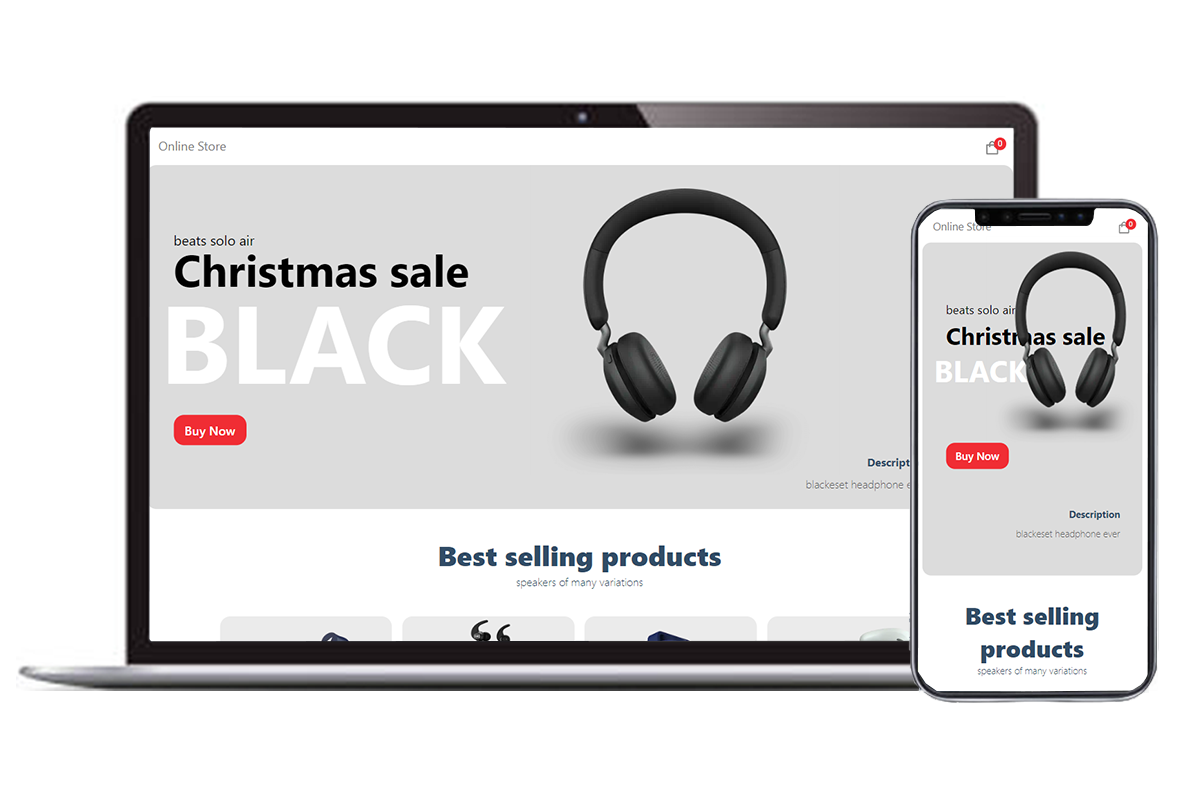 Online Store
0
beats solo air
Christmas sale
BLACK
Buy Now
Descript
blackeset headphone e
Best selling products
speakers of many variations
Online Store
0
beats solo air
Christmas sale
BLACK
Buy Now
Description
blackeset headphone ever
Best selling
products
speakers of many variations